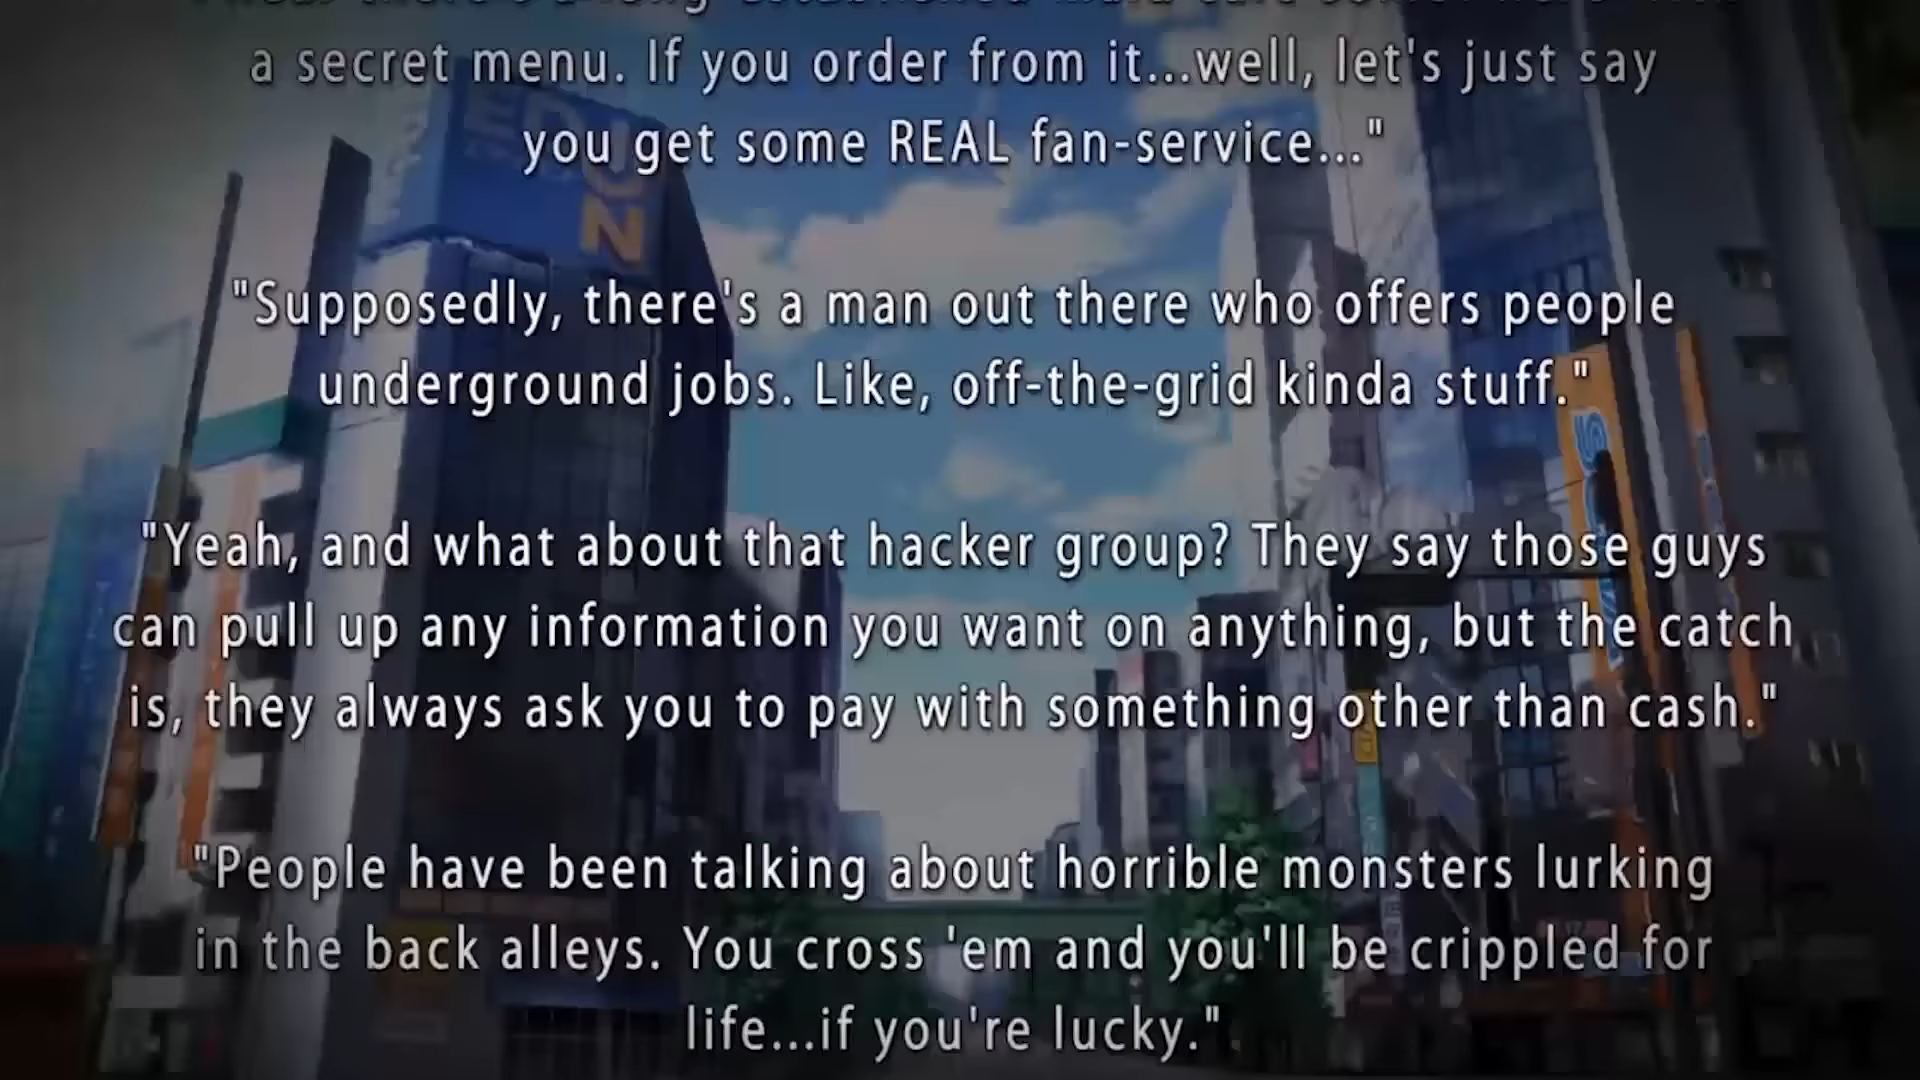 a secret menu. If you order from it...well, let's just say
you get some REAL fan-service..."
"Supposedly, there's a man out there who offers people
underground jobs. Like, off-the-grid kinda stuff."
"Yeah, and what about that hacker group? They say those guys
can pull up any information you want on anything, but the catch
is, they always ask you to pay with something other than cash."
"People have been talking about horrible monsters lurking
in the back alleys. You cross 'em and you'll be crippled for
life...if you're lucky."